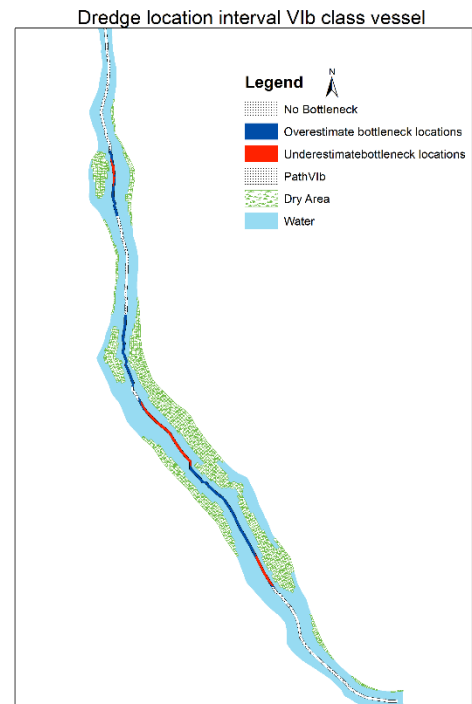 Dredge location interval VIb class vessel
Legend
N
No Bottleneck
Overestimate bottleneck locations
Underestimatebottleneck locations
PathVIb
Dry Area
Water